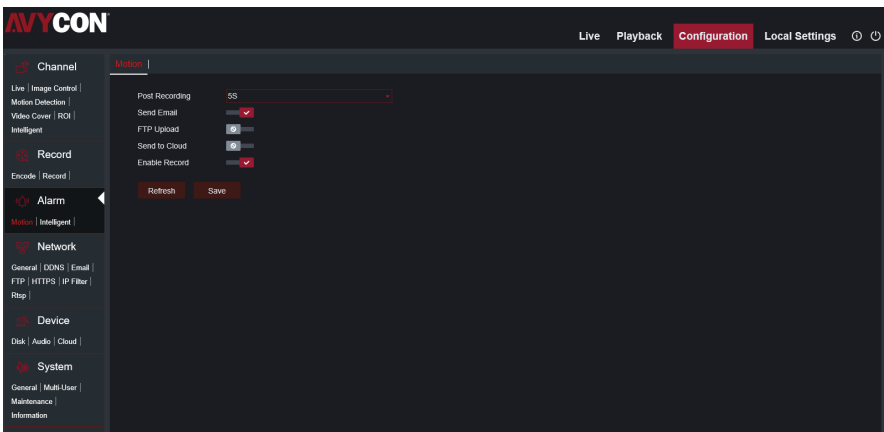 AVYCON
Live Playback Configuration Local Settings
Channel
Live | Image Control |
Motion Detection |
Video Cover | ROI |
Intelligent
Record
Encode | Record |
Alarm
Motion | Intelligent |
Network
General | DDNS | Email |
FTP | HTTPS | IP Filter |
Rtsp |
Device
Disk | Audio | Cloud |
System
General | Multi-User |
Maintenance |
Information
Motion |
Post Recording 5S
Send Email
FTP Upload
Send to Cloud
Enable Record
Refresh Save